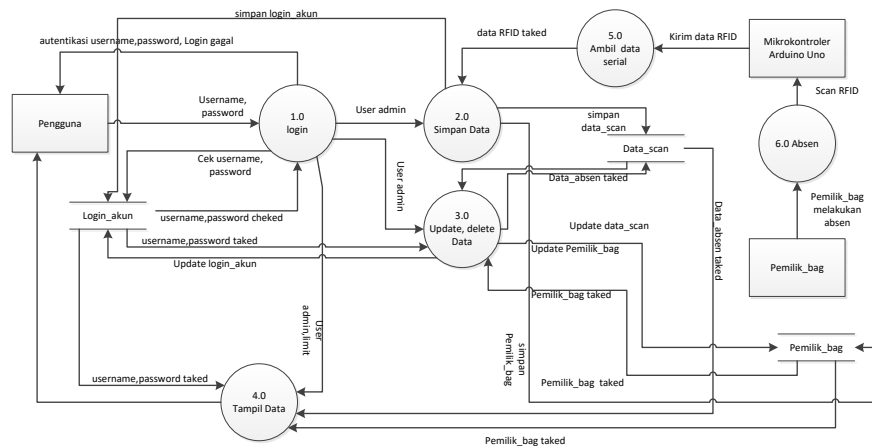 simpan login_akun
autentikasi username,password, Login gagal
data RFID taked
5.0
Ambil data
serial
Kirim data RFID
Mikrokontroler
Arduino Uno
Scan RFID
Pengguna
Username,
password
1.0
login
User admin
2.0
Simpan Data
simpan
data_scan
Data_scan
6.0 Absen
Cek username,
password
User admin
Data_absen taked
Pemilik_bag
melakukan
absen
Login_akun
username,password cheked
3.0
Update, delete
Data
Update data_scan
Data_absen taked
username,password taked
Update Pemilik_bag
Update login_akun
Pemilik_bag
Pemilik_bag taked
User
admin,limit
simpan
Pemilik_bag
Pemilik_bag
username,password taked
4.0
Tampil Data
Pemilik_bag taked
Pemilik_bag taked